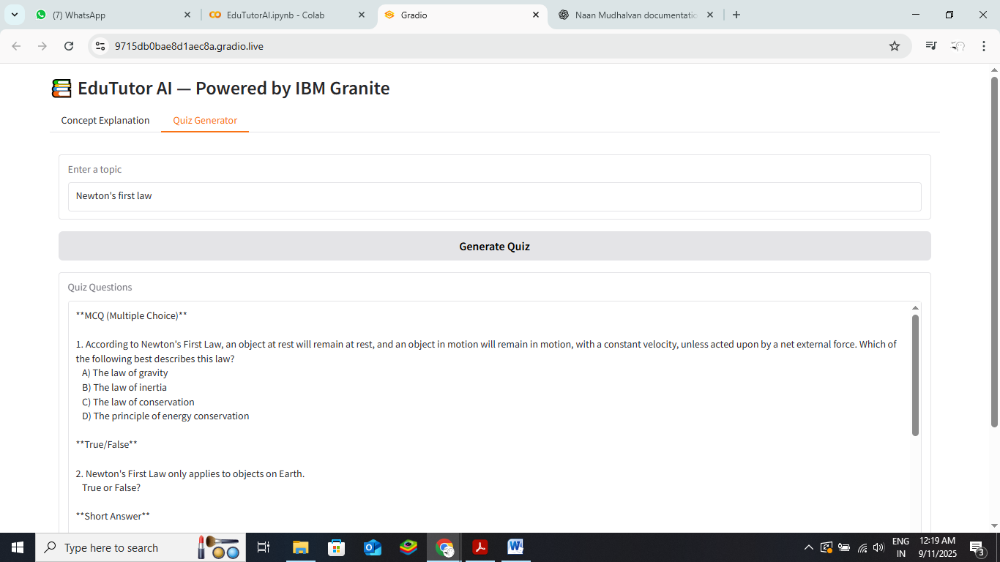 (7) WhatsApp
EduTutorAI.ipynb - Colab
Gradio
Naan Mudhalvan documentatio
9715db0bae8d1aec8a.gradio.live
EduTutor AI — Powered by IBM Granite
Concept Explanation
Quiz Generator
Enter a topic
Newton's first law
Generate Quiz
Quiz Questions
**MCQ (Multiple Choice)**
1. According to Newton's First Law, an object at rest will remain at rest, and an object in motion will remain in motion, with a constant velocity, unless acted upon by a net external force. Which of
the following best describes this law?
A) The law of gravity
B) The law of inertia
C) The law of conservation
D) The principle of energy conservation
**True/False**
2. Newton's First Law only applies to objects on Earth.
True or False?
**Short Answer**
Type here to search
ENG
IN
12:19 AM
9/11/2025
3